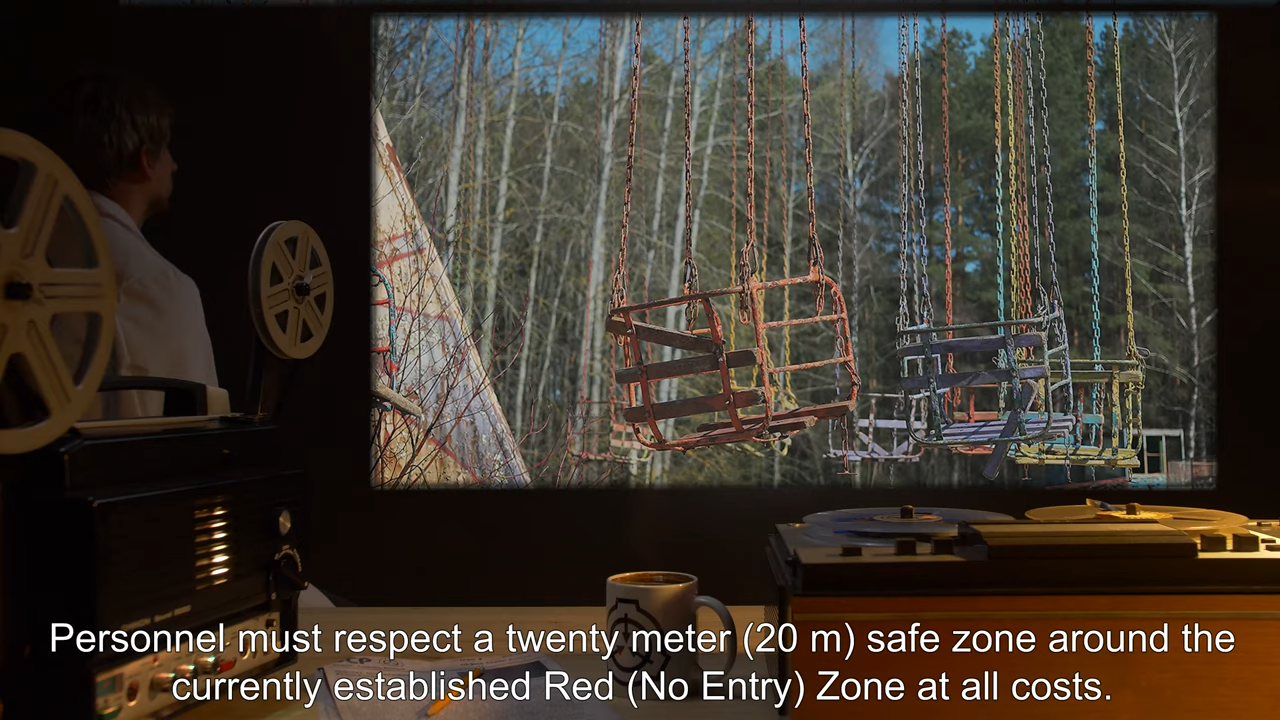 Personnel must respect a twenty meter (20 m) safe zone around the
currently established Red (No Entry) Zone at all costs.